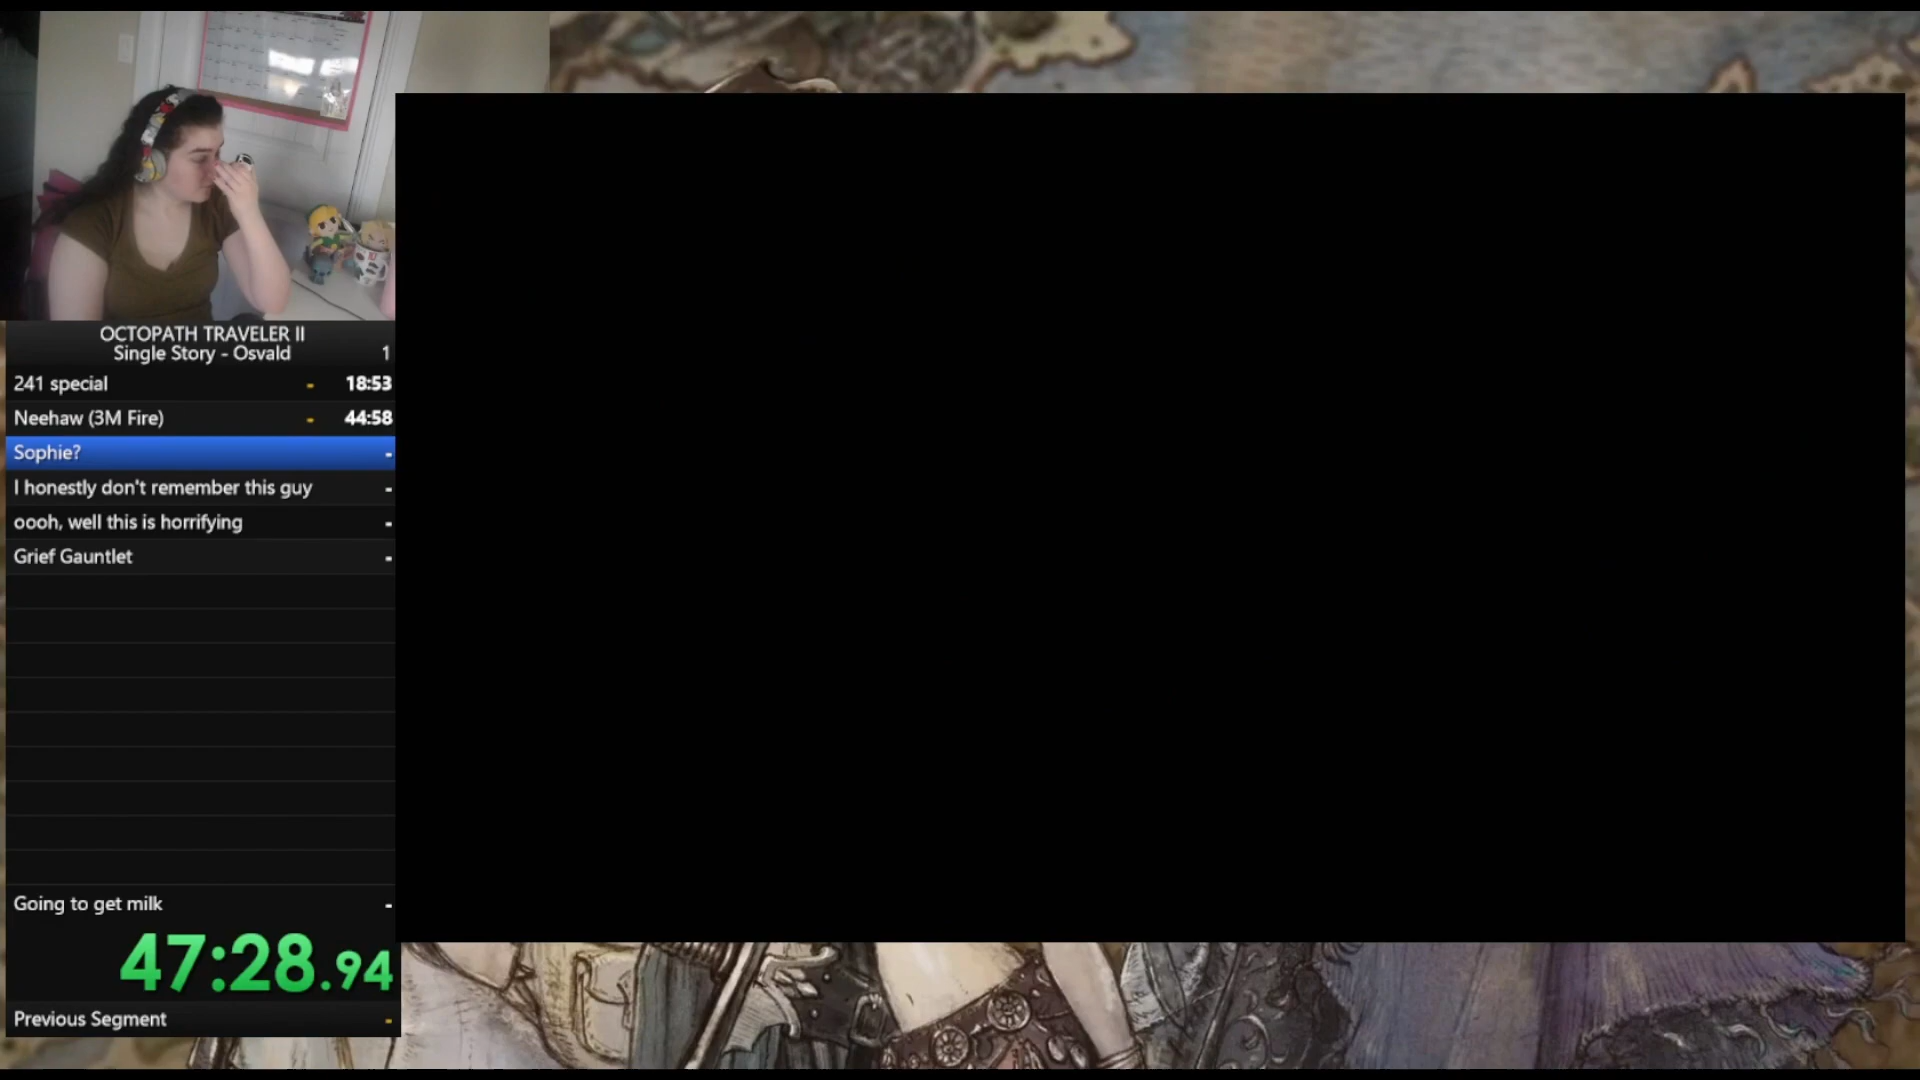 OCTOPATH TRAVELER II
Single Story - Osvald 1
241 special - 18:53
Neehaw (3M Fire) - 44:58
Sophie? -
I honestly don't remember this guy -
oooh, well this is horrifying -
Grief Gauntlet -
Going to get milk -
47:28.94
Previous Segment -